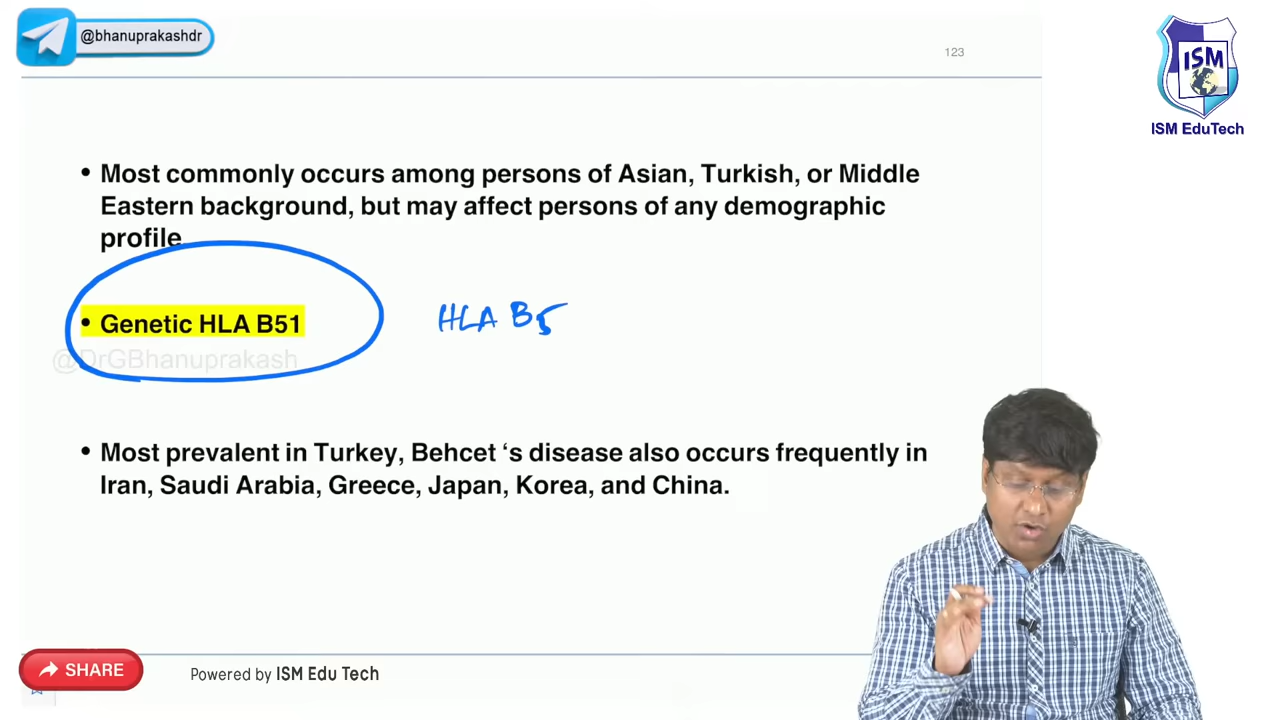 @bhanuprakashdr
123
ISM
ISM EduTech
• Most commonly occurs among persons of Asian, Turkish, or Middle
Eastern background, but may affect persons of any demographic
profile
• Genetic HLA B51
HLA B5
@DrGBhanuprakash
• Most prevalent in Turkey, Behcet ‘s disease also occurs frequently in
Iran, Saudi Arabia, Greece, Japan, Korea, and China.
SHARE
Powered by ISM Edu Tech